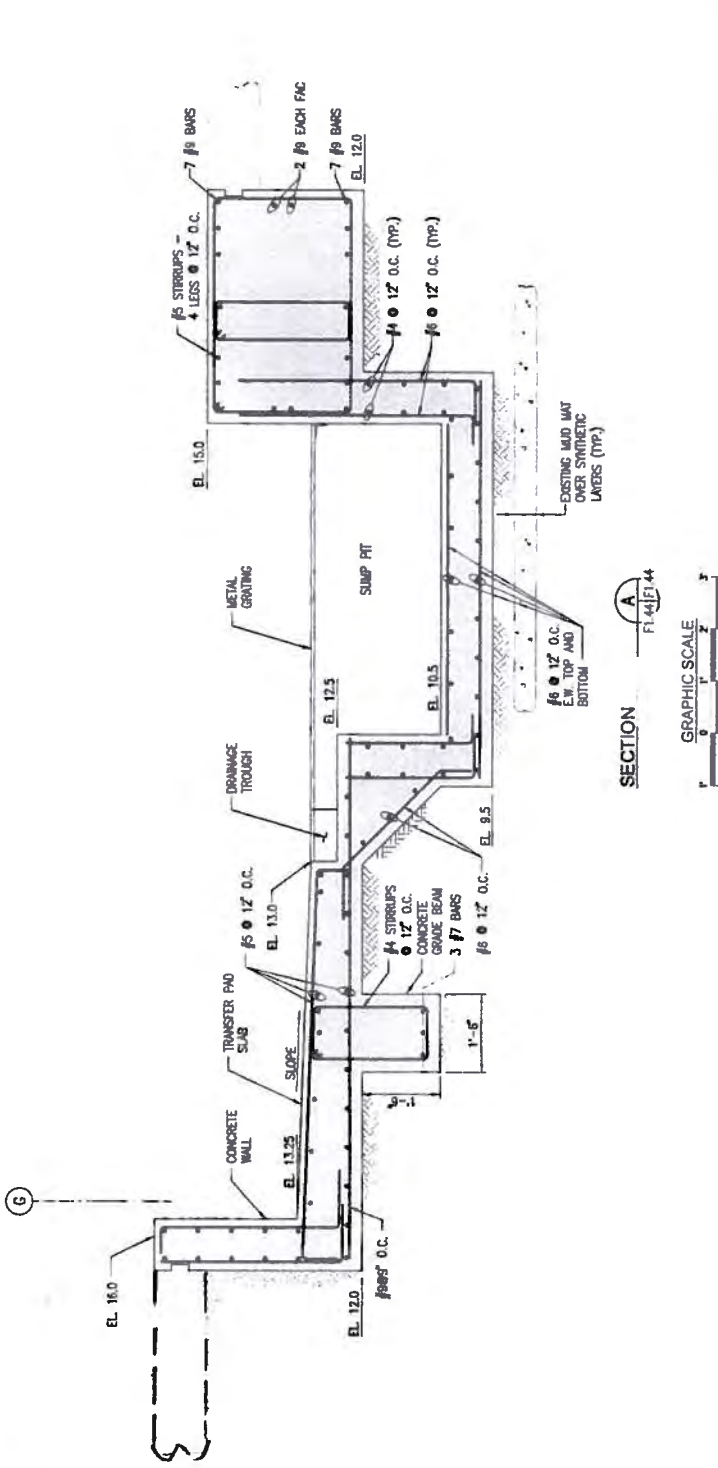 G
EL 16.0
CONCRETE
WALL
EL 13.25
TRANSFER PAD
SLAB
SLOPE
#5 @ 12" O.C.
EL 13.0
DRAINAGE
TROUGH
EL 12.5
METAL
GRATING
EL 15.0
#5 STIRRUPS –
4 LEGS @ 12" O.C.
7 #9 BARS
2 #9 EACH FAC
7 #9 BARS
EL 12.0
SUMP PIT
EL 10.5
#4 @ 12" O.C. (TYP.)
#6 @ 12" O.C. (TYP.)
EL 12.0
#9@9" O.C.
1'-6"
#4 STIRRUPS
@ 12" O.C.
CONCRETE
GRADE BEAM
3 #7 BARS
#6 @ 12" O.C.
EL 9.5
#6 @ 12" O.C.
E.W. TOP AND
BOTTOM
EXISTING MUD MAT
OVER SYNTHETIC
LAYERS (TYP.)
SECTION
A
F1.44 F1.44
GRAPHIC SCALE
1' 0 1' 2' 3'